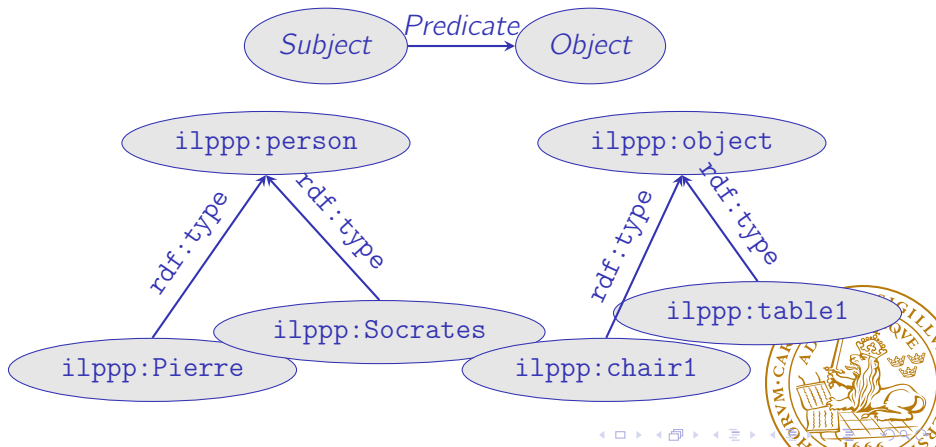 Subject Predicate Object
ilppp:person ilppp:object
rdf:type rdf:type rdf:type rdf:type
ilppp:Socrates ilppp:table1
ilppp:Pierre ilppp:chair1
1666